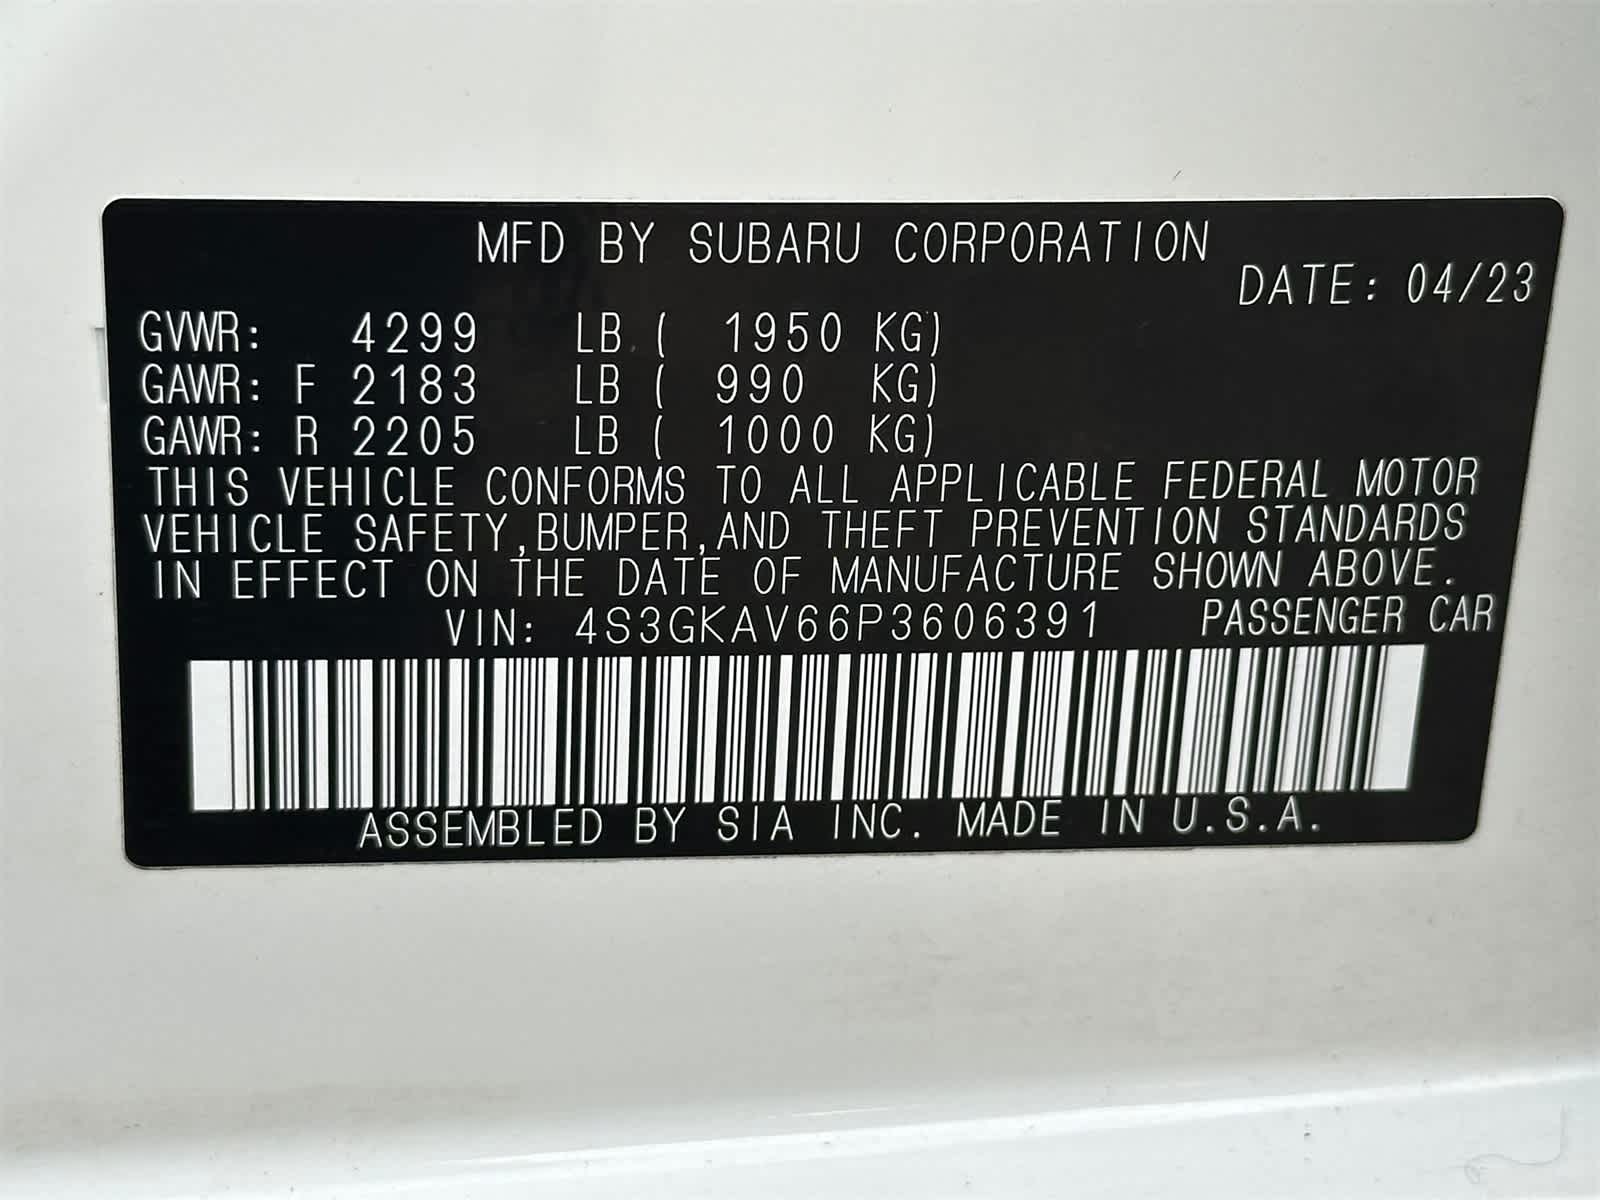 MFD BY SUBARU CORPORATION
DATE: 04/23
GVWR: 4299 LB ( 1950 KG)
GAWR: F 2183 LB ( 990 KG)
GAWR: R 2205 LB ( 1000 KG)
THIS VEHICLE CONFORMS TO ALL APPLICABLE FEDERAL MOTOR
VEHICLE SAFETY,BUMPER,AND THEFT PREVENTION STANDARDS
IN EFFECT ON THE DATE OF MANUFACTURE SHOWN ABOVE.
VIN: 4S3GKAV66P3606391 PASSENGER CAR
ASSEMBLED BY SIA INC. MADE IN U.S.A.